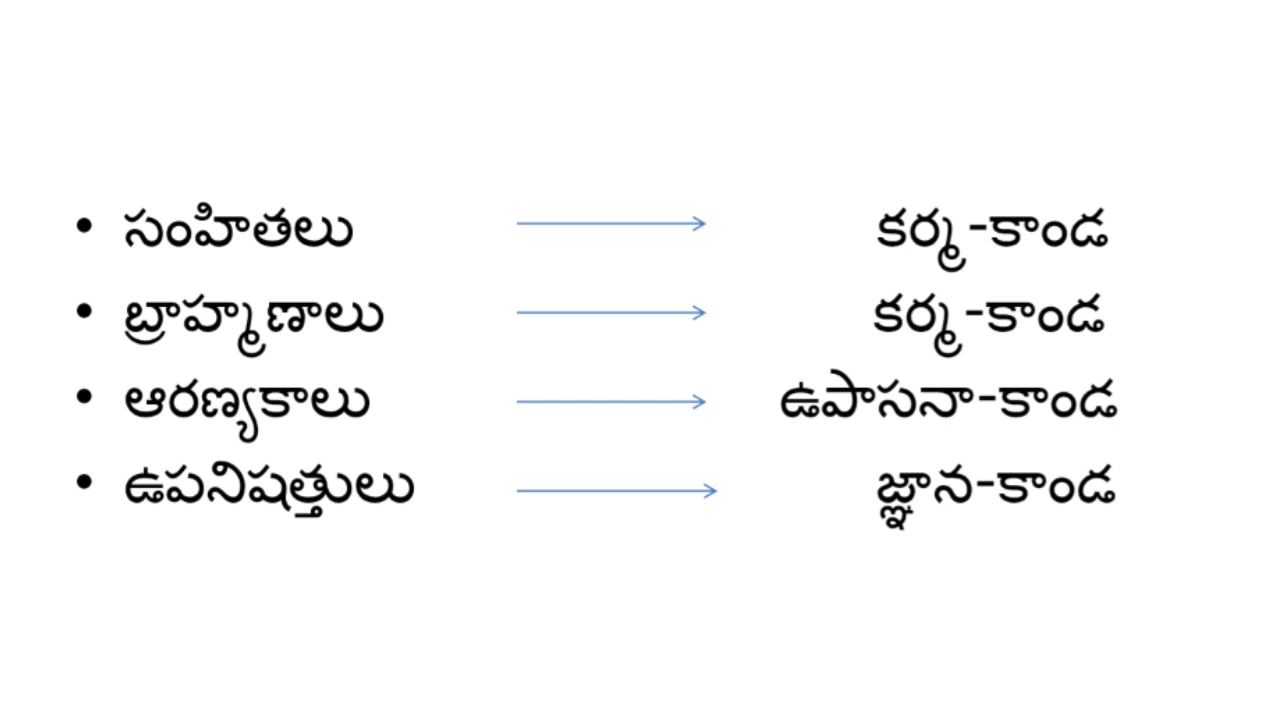 • సంహితలు → కర్మ-కాండ
• బ్రాహ్మణాలు → కర్మ-కాండ
• ఆరణ్యకాలు → ఉపాసనా-కాండ
• ఉపనిషత్తులు → జ్ఞాన-కాండ